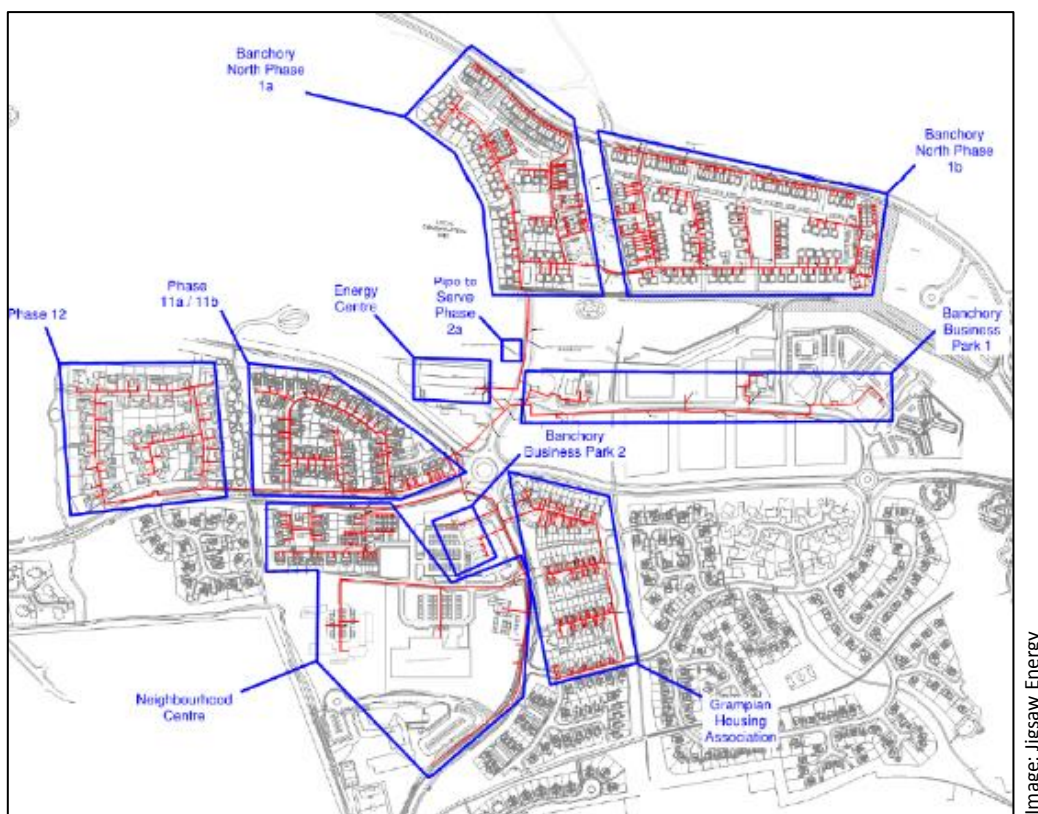 Banchory
North Phase
1a
Banchory
North Phase
1b
Phase
11a / 11b
Energy
Centre
Pipo to
Serve
Phase
2a
Phase 12
Banchory
Business
Park 1
Banchory
Business Park 2
Neighbourhood
Centre
Grampian
Housing
Association
Image: Jigsaw Energy